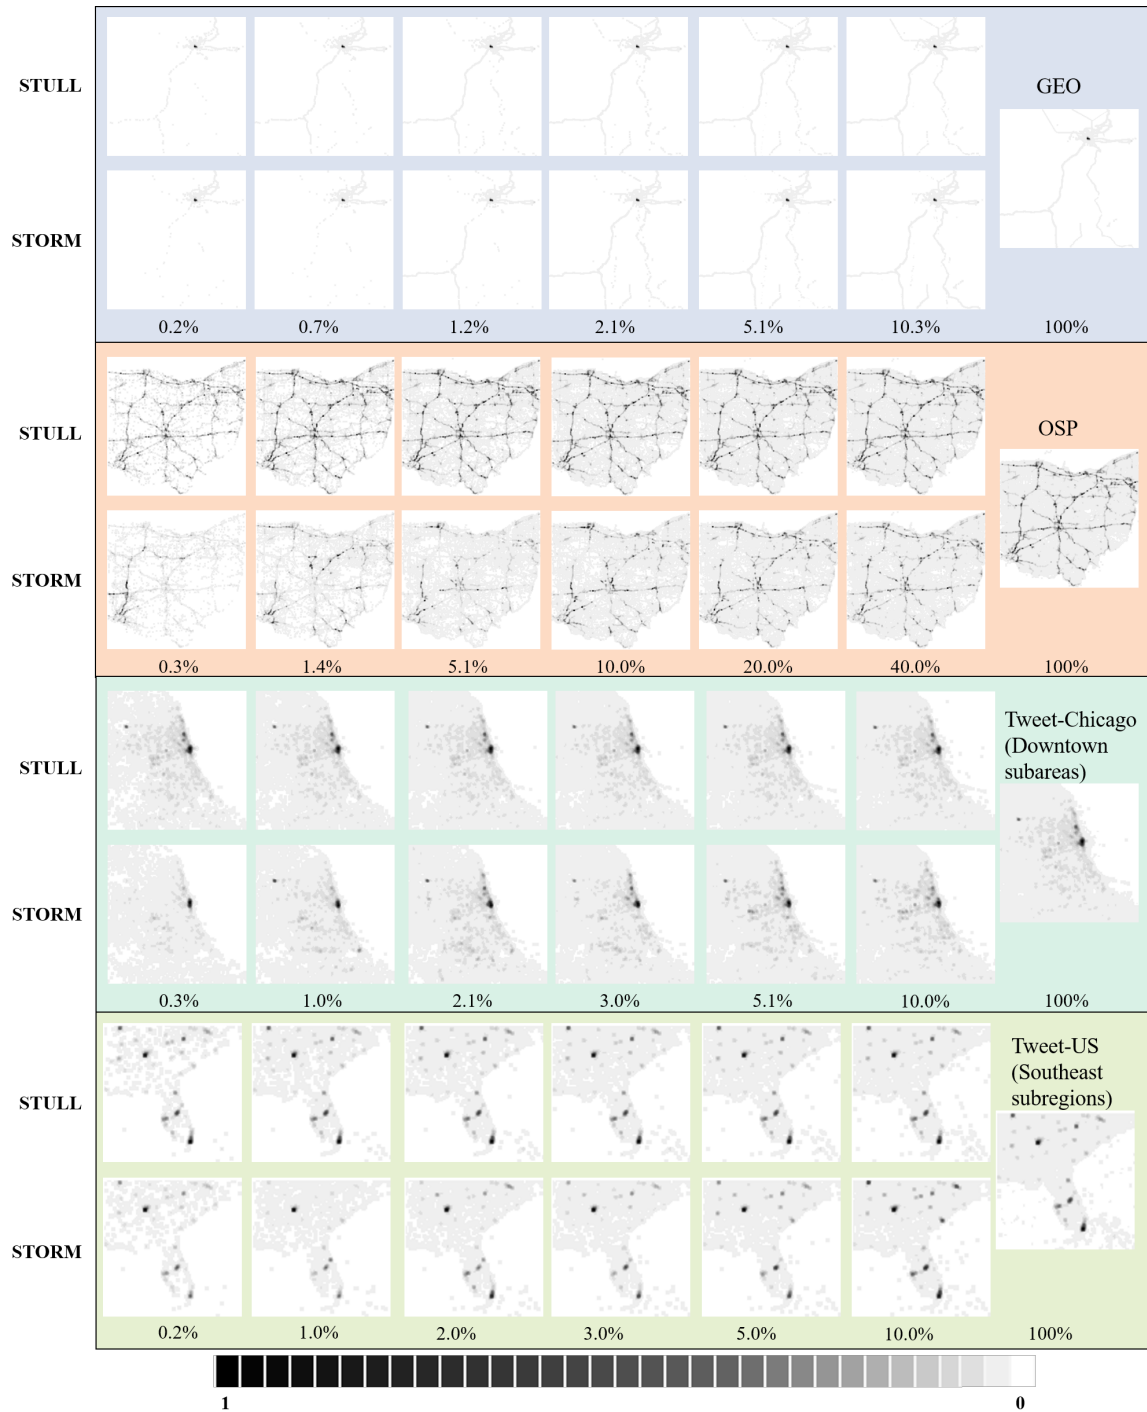 STULL
GEO
STORM
0.2% 0.7% 1.2% 2.1% 5.1% 10.3% 100%
STULL
OSP
STORM
0.3% 1.4% 5.1% 10.0% 20.0% 40.0% 100%
Tweet-Chicago
(Downtown
subareas)
STULL
STORM
0.3% 1.0% 2.1% 3.0% 5.1% 10.0% 100%
Tweet-US
(Southeast
subregions)
STULL
STORM
0.2% 1.0% 2.0% 3.0% 5.0% 10.0% 100%
1 0